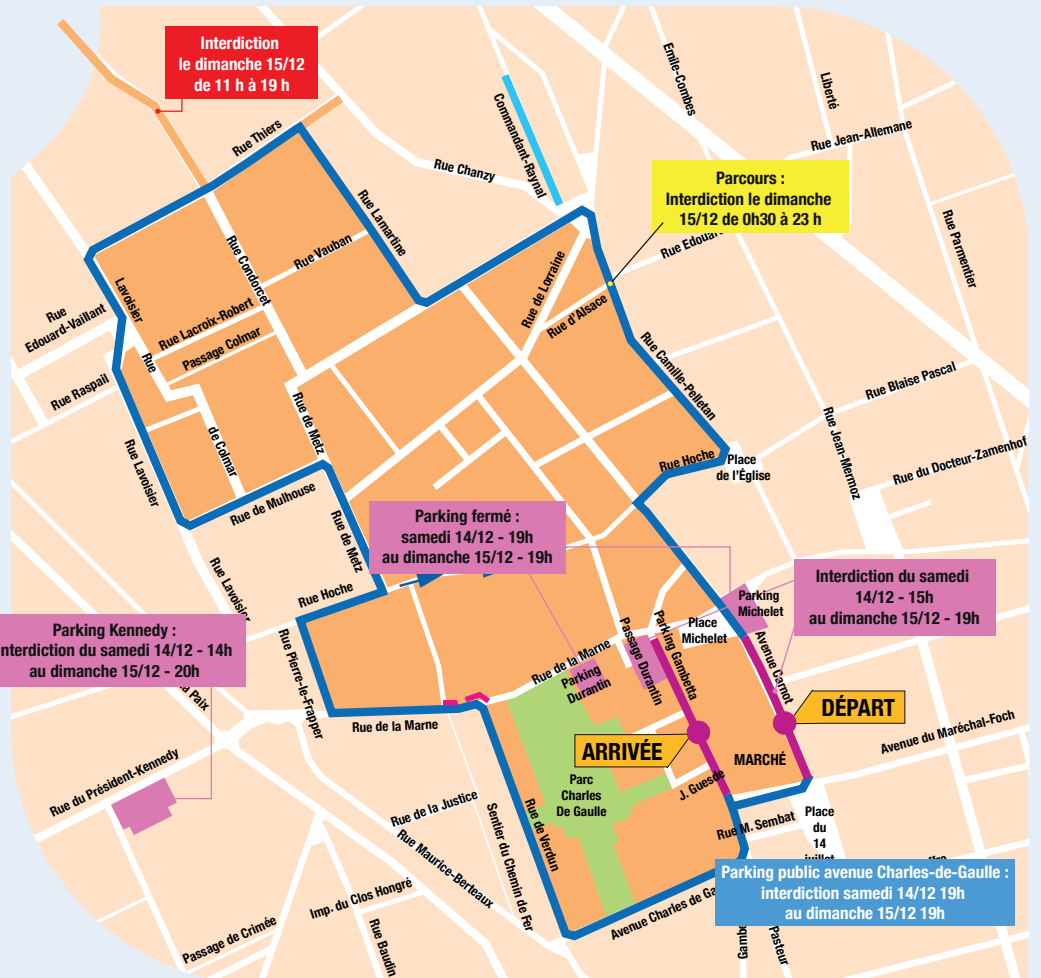 Interdiction
le dimanche 15/12
de 11 h à 19 h
Emile-Combes
Liberté
Commandant-Raynal
Rue Thiers
Rue Jean-Allemane
Rue Chanzy
Parcours :
Interdiction le dimanche
15/12 de 0h30 à 23 h
Rue Lamartine
Rue Parmentier
Rue Condorcet
Rue Vauban
Rue Edoua
Rue de Lorraine
Lavoisier
Rue
Edouard-Vaillant
Rue Lacroix-Robert
Rue d'Alsace
Passage Colmar
Rue
Rue Camille-Pelletan
Rue Raspail
Rue Blaise Pascal
Rue de Metz
de Colmar
Rue Jean-Mermoz
Rue Lavoisier
Rue Hoche
Place
de l'Église
Rue du Docteur-Zamenhof
Rue de Mulhouse
Rue de Metz
Parking fermé :
samedi 14/12 - 19h
au dimanche 15/12 - 19h
Rue Lavoisier
Rue Hoche
Interdiction du samedi
14/12 - 15h
au dimanche 15/12 - 19h
Parking
Michelet
Parking Kennedy :
nterdiction du samedi 14/12 - 14h
au dimanche 15/12 - 20h
Place
Michelet
Passage Durantin
Parking Gambetta
Avenue Carnot
Rue Pierre-le-Frapper
Rue de la Marne
Parking
Durantin
a Paix
DÉPART
Rue de la Marne
Avenue du Maréchal-Foch
ARRIVÉE
MARCHÉ
Rue du Président-Kennedy
Parc
Charles
De Gaulle
J. Guesde
Rue de la Justice
Rue M. Sembat
Place
du
14
juillet
Rue de Verdun
Sentier du Chemin de Fer
Rue Maurice-Berteaux
ffre
Parking public avenue Charles-de-Gaulle :
interdiction samedi 14/12 19h
au dimanche 15/12 19h
Imp. du Clos Hongré
Avenue Charles de Ga
Passage de Crimée
Rue Baudin
Gambe
Pasteur